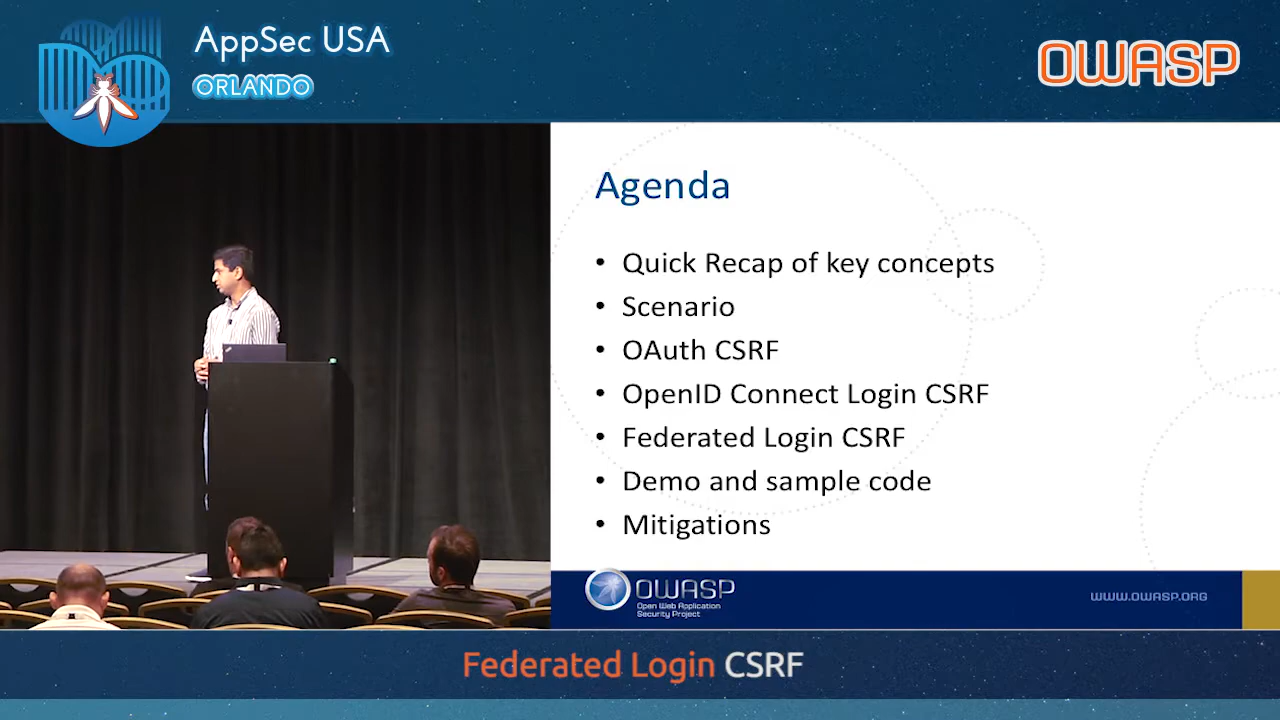 AppSec USA
ORLANDO
OWASP
Agenda
• Quick Recap of key concepts
• Scenario
• OAuth CSRF
• OpenID Connect Login CSRF
• Federated Login CSRF
• Demo and sample code
• Mitigations
OWASP
Open Web Application
Security Project
WWW.OWASP.ORG
Federated Login CSRF